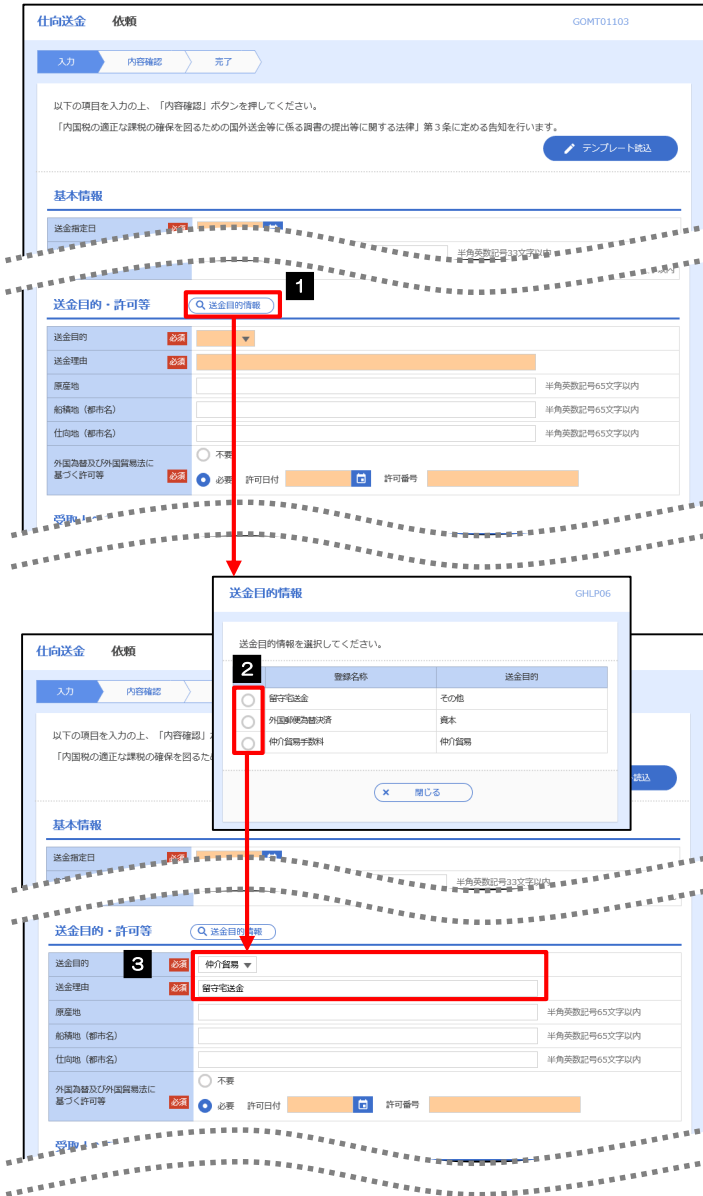 仕向送金 依頼 GOMT01103
入力 内容確認 完了
以下の項目を入力の上、「内容確認」ボタンを押してください。
「内国税の適正な課税の確保を図るための国外送金等に係る調書の提出等に関する法律」第3条に定める告知を行います。
テンプレート読込
基本情報
送金指定日 必須
半角英数記号33文字以内
1
送金目的・許可等 送金目的情報
送金目的 必須
送金理由 必須
原産地 半角英数記号65文字以内
船積地（都市名） 半角英数記号65文字以内
仕向地（都市名） 半角英数記号65文字以内
外国為替及び外国貿易法に
基づく許可等 必須
不要
必要 許可日付 許可番号
送金目的情報 GHLP06
送金目的情報を選択してください。
2
登録名称 送金目的
留守宅送金 その他
外国郵便為替決済 資本
仲介貿易手数料 仲介貿易
× 閉じる
仕向送金 依頼
入力 内容確認
以下の項目を入力の上、「内容確認」
「内国税の適正な課税の確保を図るため
読込
基本情報
送金指定日 必須
半角英数記号33文字以内
送金目的・許可等 送金目的情報
3
送金目的 必須 仲介貿易
送金理由 必須 留守宅送金
原産地 半角英数記号65文字以内
船積地（都市名） 半角英数記号65文字以内
仕向地（都市名） 半角英数記号65文字以内
外国為替及び外国貿易法に
基づく許可等 必須
不要
必要 許可日付 許可番号